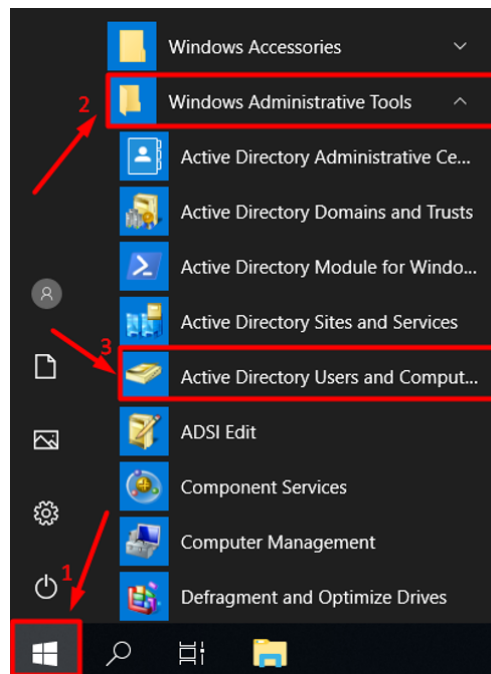 Windows Accessories
2
Windows Administrative Tools
Active Directory Administrative Ce...
Active Directory Domains and Trusts
Active Directory Module for Windo...
Active Directory Sites and Services
3
Active Directory Users and Comput...
ADSI Edit
Component Services
Computer Management
1
Defragment and Optimize Drives